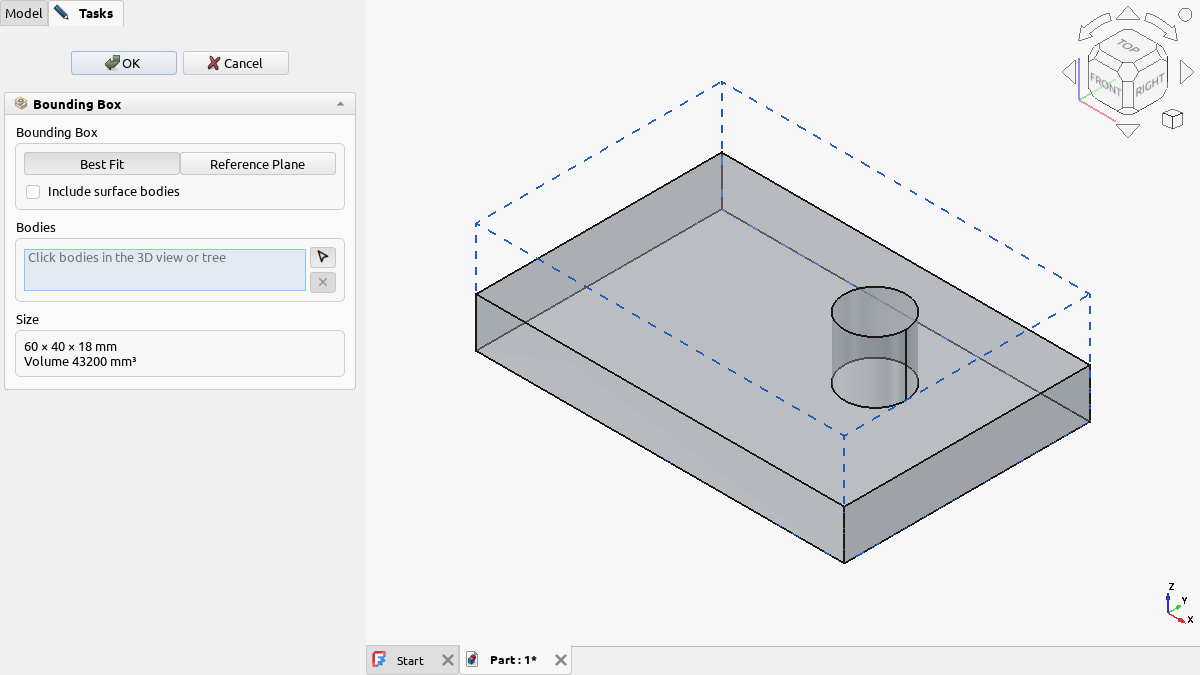 Model
Tasks
OK
Cancel
Bounding Box
Bounding Box
Best Fit
Reference Plane
Include surface bodies
Bodies
Click bodies in the 3D view or tree
Size
60 × 40 × 18 mm
Volume 43200 mm³
TOP
FRONT
RIGHT
Z
Y
X
Start
Part : 1*